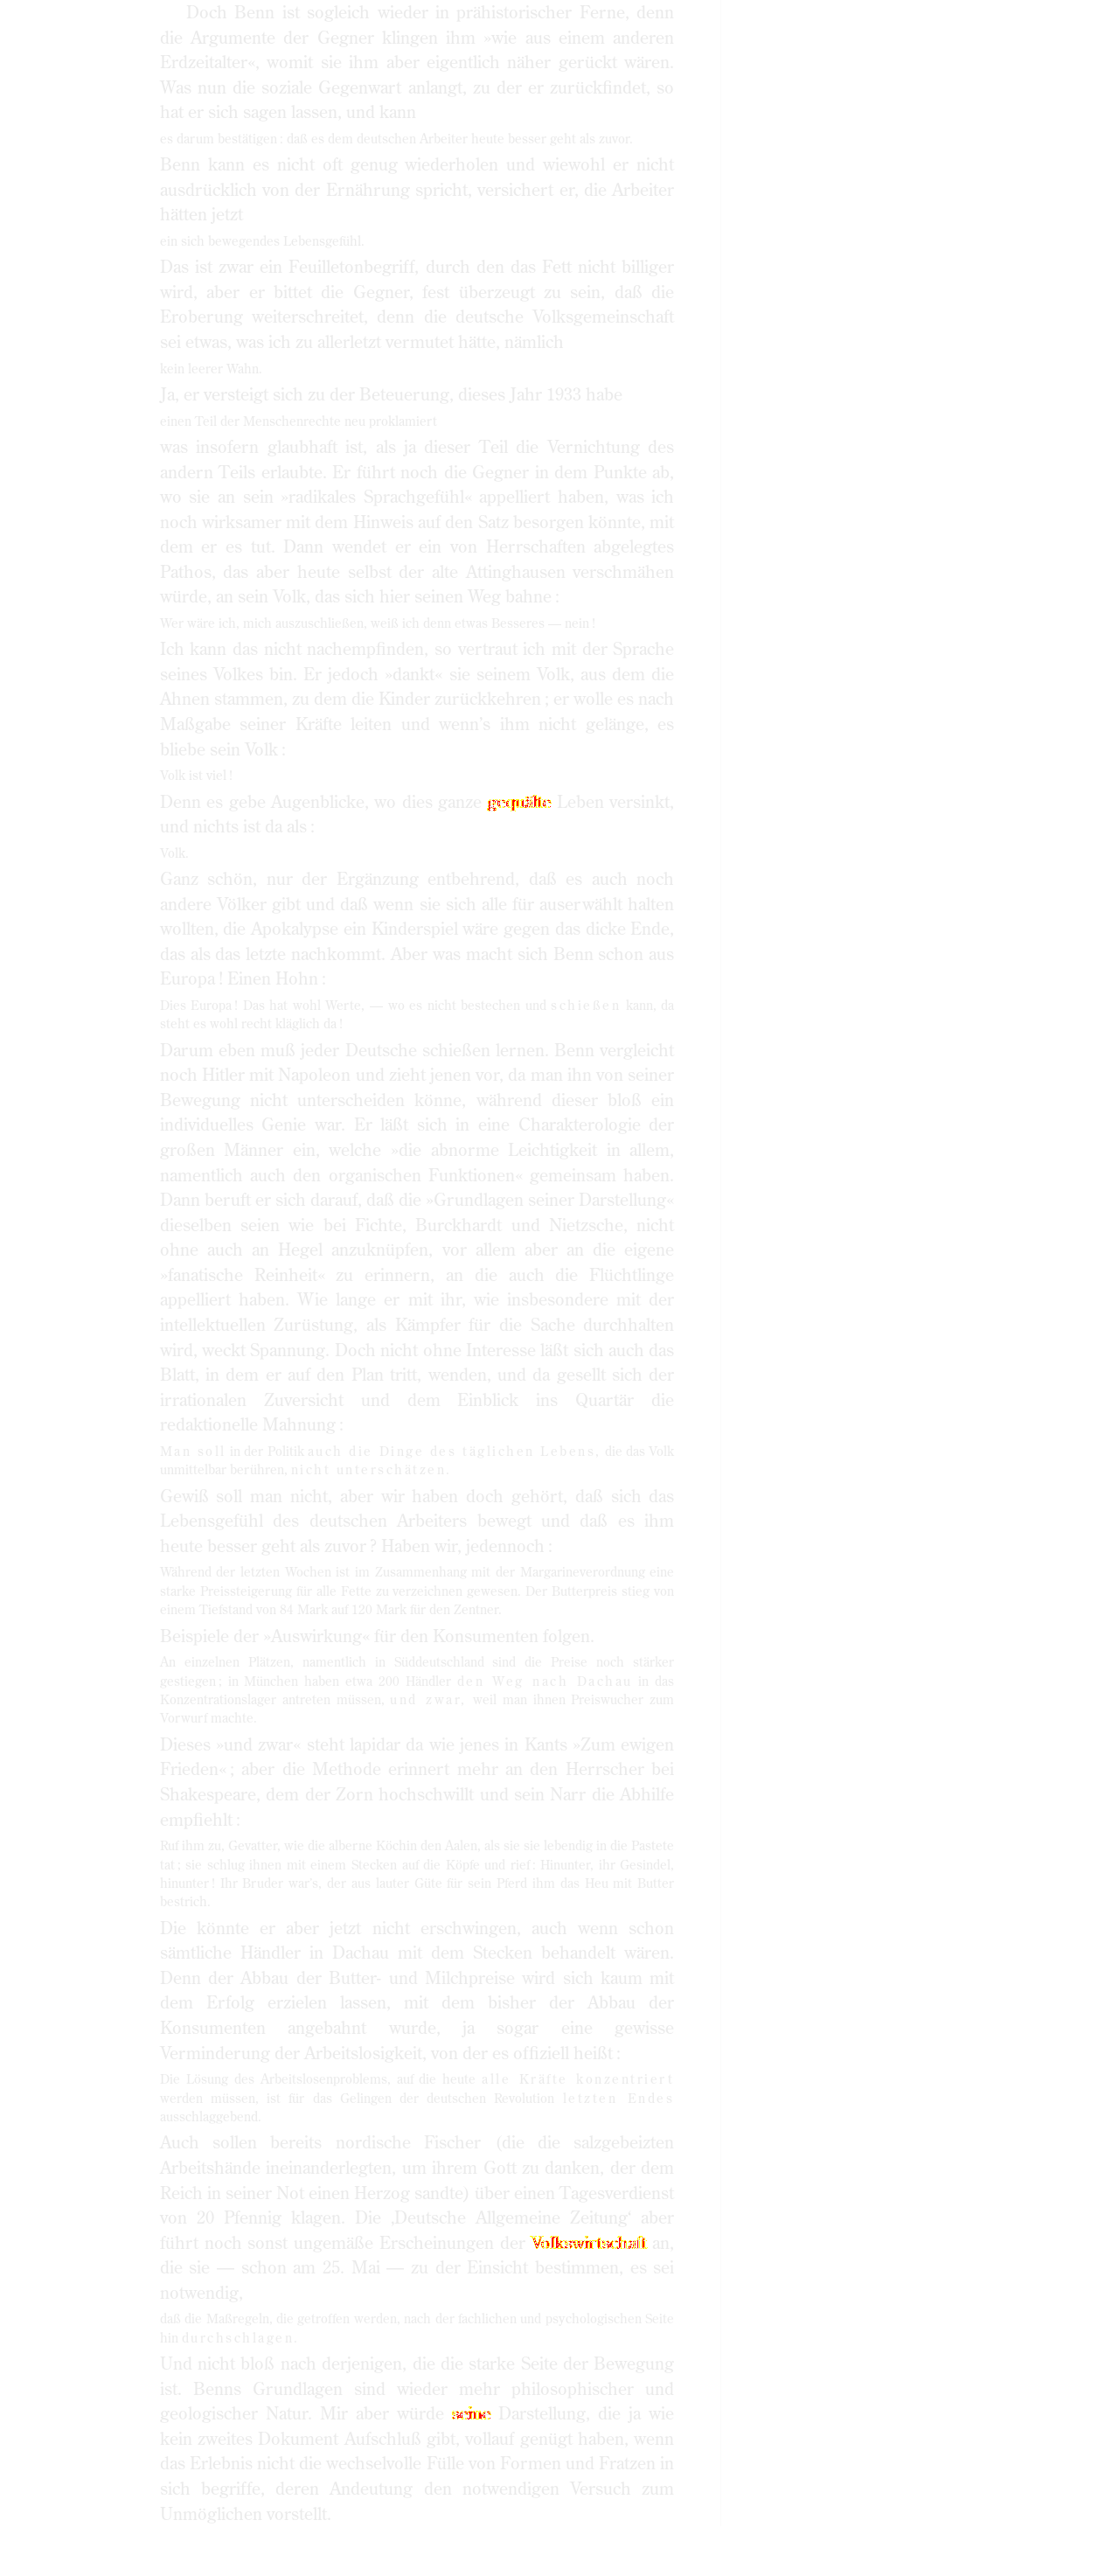 Doch Benn ist sogleich wieder in prähistorischer Ferne, denn
die Argumente der Gegner klingen ihm »wie aus einem anderen
Erdzeitalter«, womit sie ihm aber eigentlich näher gerückt wären.
Was nun die soziale Gegenwart anlangt, zu der er zurückfindet, so
hat er sich sagen lassen, und kann
es darum bestätigen : daß es dem deutschen Arbeiter heute besser geht als zuvor.
Benn kann es nicht oft genug wiederholen und wiewohl er nicht
ausdrücklich von der Ernährung spricht, versichert er, die Arbeiter
hätten jetzt
ein sich bewegendes Lebensgefühl.
Das ist zwar ein Feuilletonbegriff, durch den das Fett nicht billiger
wird, aber er bittet die Gegner, fest überzeugt zu sein, daß die
Eroberung weiterschreitet, denn die deutsche Volksgemeinschaft
sei etwas, was ich zu allerletzt vermutet hätte, nämlich
kein leerer Wahn.
Ja, er versteigt sich zu der Beteuerung, dieses Jahr 1933 habe
einen Teil der Menschenrechte neu proklamiert
was insofern glaubhaft ist, als ja dieser Teil die Vernichtung des
andern Teils erlaubte. Er führt noch die Gegner in dem Punkte ab,
wo sie an sein »radikales Sprachgefühl« appelliert haben, was ich
noch wirksamer mit dem Hinweis auf den Satz besorgen könnte, mit
dem er es tut. Dann wendet er ein von Herrschaften abgelegtes
Pathos, das aber heute selbst der alte Attinghausen verschmähen
würde, an sein Volk, das sich hier seinen Weg bahne :
Wer wäre ich, mich auszuschließen, weiß ich denn etwas Besseres — nein !
Ich kann das nicht nachempfinden, so vertraut ich mit der Sprache
seines Volkes bin. Er jedoch »dankt« sie seinem Volk, aus dem die
Ahnen stammen, zu dem die Kinder zurückkehren ; er wolle es nach
Maßgabe seiner Kräfte leiten und wenn's ihm nicht gelänge, es
bliebe sein Volk :
Volk ist viel !
Denn es gebe Augenblicke, wo dies ganze gequälte Leben versinkt,
und nichts ist da als :
Volk.
Ganz schön, nur der Ergänzung entbehrend, daß es auch noch
andere Völker gibt und daß wenn sie sich alle für auserwählt halten
wollten, die Apokalypse ein Kinderspiel wäre gegen das dicke Ende,
das als das letzte nachkommt. Aber was macht sich Benn schon aus
Europa ! Einen Hohn :
Dies Europa ! Das hat wohl Werte, — wo es nicht bestechen und schießen kann, da
steht es wohl recht kläglich da !
Darum eben muß jeder Deutsche schießen lernen. Benn vergleicht
noch Hitler mit Napoleon und zieht jenen vor, da man ihn von seiner
Bewegung nicht unterscheiden könne, während dieser bloß ein
individuelles Genie war. Er läßt sich in eine Charakterologie der
großen Männer ein, welche »die abnorme Leichtigkeit in allem,
namentlich auch den organischen Funktionen« gemeinsam haben.
Dann beruft er sich darauf, daß die »Grundlagen seiner Darstellung«
dieselben seien wie bei Fichte, Burckhardt und Nietzsche, nicht
ohne auch an Hegel anzuknüpfen, vor allem aber an die eigene
»fanatische Reinheit« zu erinnern, an die auch die Flüchtlinge
appelliert haben. Wie lange er mit ihr, wie insbesondere mit der
intellektuellen Zurüstung, als Kämpfer für die Sache durchhalten
wird, weckt Spannung. Doch nicht ohne Interesse läßt sich auch das
Blatt, in dem er auf den Plan tritt, wenden, und da gesellt sich der
irrationalen Zuversicht und dem Einblick ins Quartär die
redaktionelle Mahnung :
Man soll in der Politik auch die Dinge des täglichen Lebens, die das Volk
unmittelbar berühren, nicht unterschätzen.
Gewiß soll man nicht, aber wir haben doch gehört, daß sich das
Lebensgefühl des deutschen Arbeiters bewegt und daß es ihm
heute besser geht als zuvor ? Haben wir, jedennoch :
Während der letzten Wochen ist im Zusammenhang mit der Margarineverordnung eine
starke Preissteigerung für alle Fette zu verzeichnen gewesen. Der Butterpreis stieg von
einem Tiefstand von 84 Mark auf 120 Mark für den Zentner.
Beispiele der »Auswirkung« für den Konsumenten folgen.
An einzelnen Plätzen, namentlich in Süddeutschland sind die Preise noch stärker
gestiegen ; in München haben etwa 200 Händler den Weg nach Dachau in das
Konzentrationslager antreten müssen, und zwar, weil man ihnen Preiswucher zum
Vorwurf machte.
Dieses »und zwar« steht lapidar da wie jenes in Kants »Zum ewigen
Frieden« ; aber die Methode erinnert mehr an den Herrscher bei
Shakespeare, dem der Zorn hochschwillt und sein Narr die Abhilfe
empfiehlt :
Ruf ihm zu, Gevatter, wie die alberne Köchin den Aalen, als sie sie lebendig in die Pastete
tat ; sie schlug ihnen mit einem Stecken auf die Köpfe und rief : Hinunter, ihr Gesindel,
hinunter ! Ihr Bruder war's, der aus lauter Güte für sein Pferd ihm das Heu mit Butter
bestrich.
Die könnte er aber jetzt nicht erschwingen, auch wenn schon
sämtliche Händler in Dachau mit dem Stecken behandelt wären.
Denn der Abbau der Butter- und Milchpreise wird sich kaum mit
dem Erfolg erzielen lassen, mit dem bisher der Abbau der
Konsumenten angebahnt wurde, ja sogar eine gewisse
Verminderung der Arbeitslosigkeit, von der es offiziell heißt :
Die Lösung des Arbeitslosenproblems, auf die heute alle Kräfte konzentriert
werden müssen, ist für das Gelingen der deutschen Revolution letzten Endes
ausschlaggebend.
Auch sollen bereits nordische Fischer (die die salzgebeizten
Arbeitshände ineinanderlegten, um ihrem Gott zu danken, der dem
Reich in seiner Not einen Herzog sandte) über einen Tagesverdienst
von 20 Pfennig klagen. Die ‚Deutsche Allgemeine Zeitung' aber
führt noch sonst ungemäße Erscheinungen der Volkswirtschaft an,
die sie — schon am 25. Mai — zu der Einsicht bestimmen, es sei
notwendig,
daß die Maßregeln, die getroffen werden, nach der fachlichen und psychologischen Seite
hin durchschlagen.
Und nicht bloß nach derjenigen, die die starke Seite der Bewegung
ist. Benns Grundlagen sind wieder mehr philosophischer und
geologischer Natur. Mir aber würde seine Darstellung, die ja wie
kein zweites Dokument Aufschluß gibt, vollauf genügt haben, wenn
das Erlebnis nicht die wechselvolle Fülle von Formen und Fratzen in
sich begriffe, deren Andeutung den notwendigen Versuch zum
Unmöglichen vorstellt.